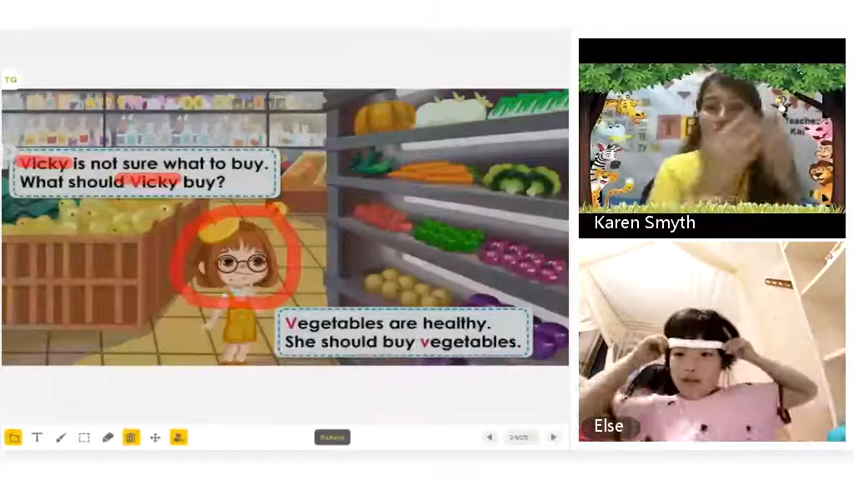 TG
Vicky is not sure what to buy.
What should Vicky buy?
Vegetables are healthy.
She should buy vegetables.
Karen Smyth
Else
T
Refresh